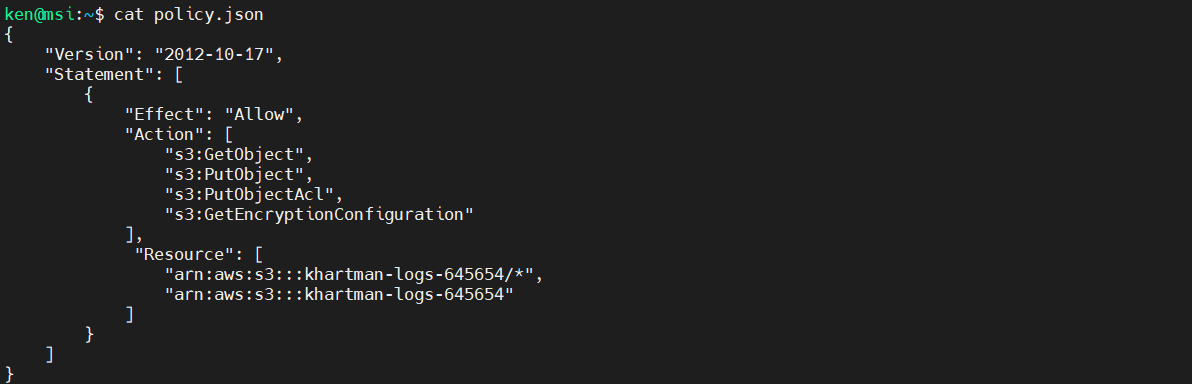 ken@msi:~$ cat policy.json
{
    "Version": "2012-10-17",
    "Statement": [
        {
            "Effect": "Allow",
            "Action": [
                "s3:GetObject",
                "s3:PutObject",
                "s3:PutObjectAcl",
                "s3:GetEncryptionConfiguration"
            ],
             "Resource": [
                "arn:aws:s3:::khartman-logs-645654/*",
                "arn:aws:s3:::khartman-logs-645654"
            ]
        }
    ]
}